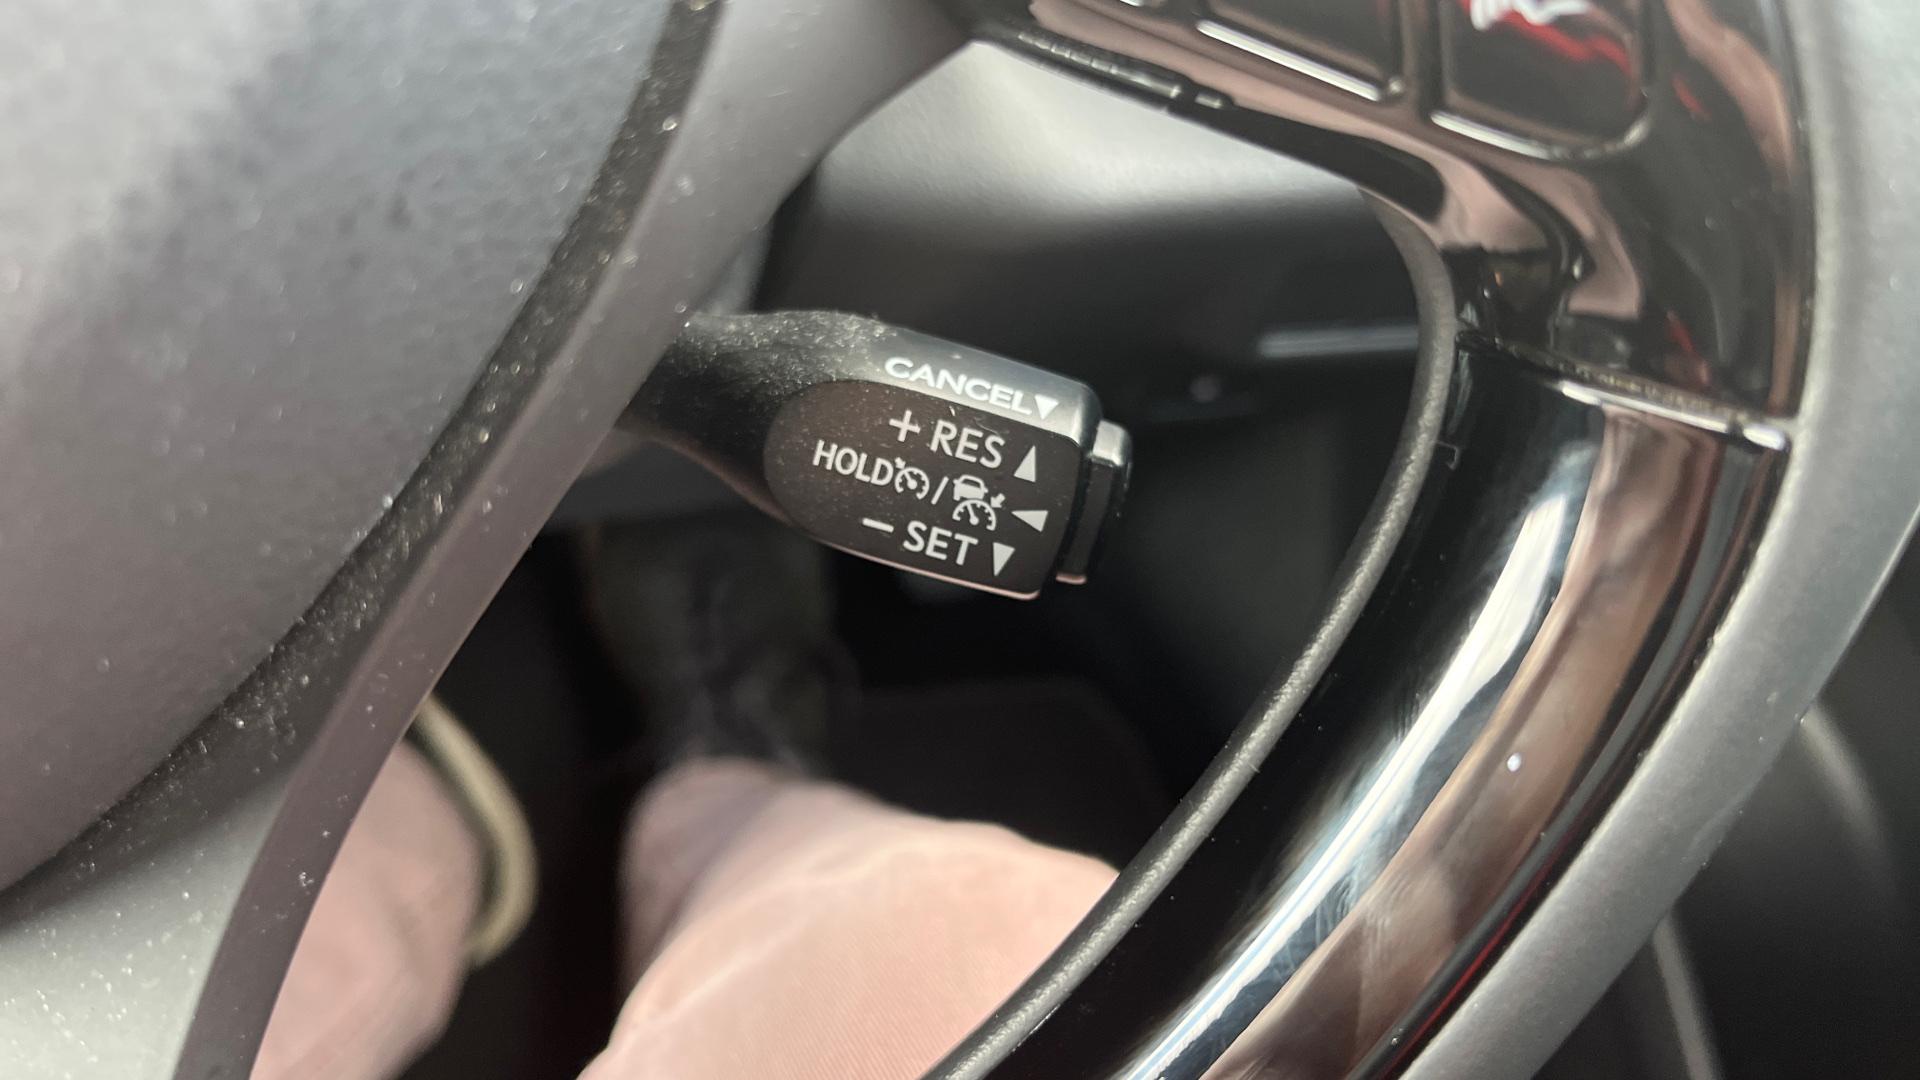 CANCEL▼
+ RES ▲
HOLD / ◀
− SET ▼